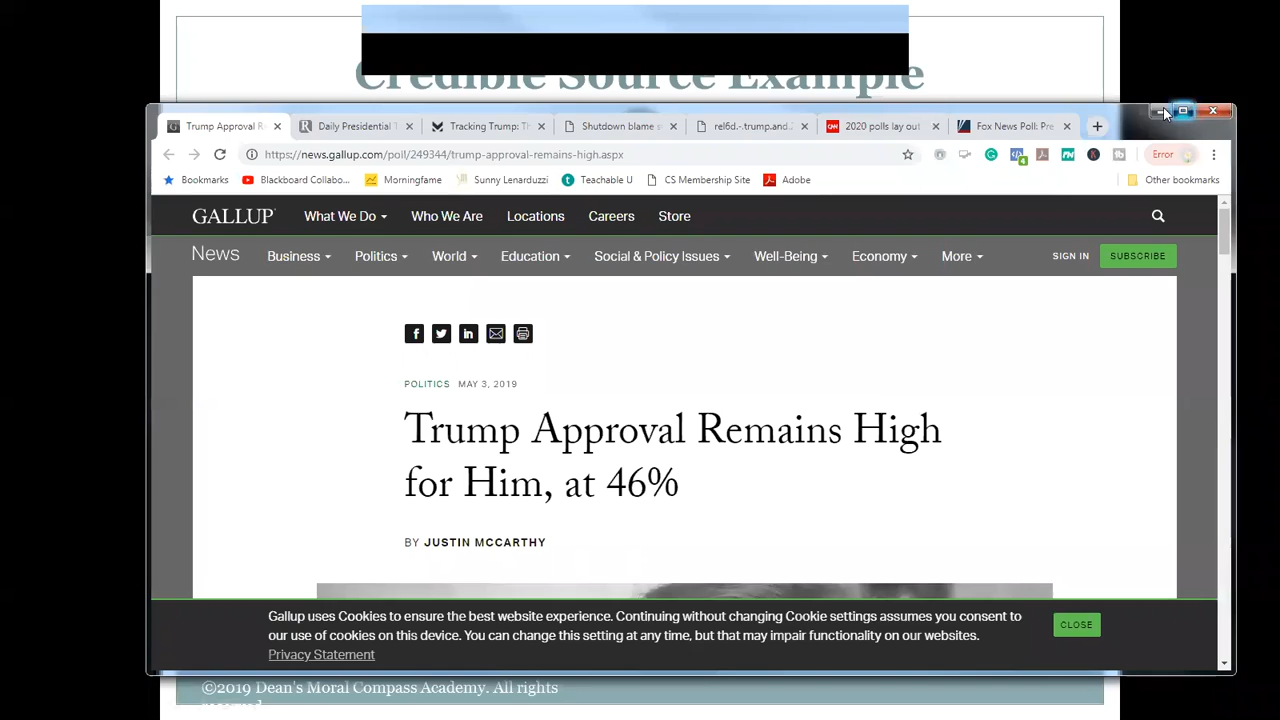 Credible Source Example
Trump Approval R
Daily Presidential T
Tracking Trump: Th
Shutdown blame s
rel6d.-.trump.and.2
2020 polls lay out
Fox News Poll: Pre
https://news.gallup.com/poll/249344/trump-approval-remains-high.aspx
4
Error
Bookmarks
Blackboard Collabo...
Morningfame
Sunny Lenarduzzi
Teachable U
CS Membership Site
Adobe
Other bookmarks
GALLUP
What We Do
Who We Are
Locations
Careers
Store
News
Business
Politics
World
Education
Social & Policy Issues
Well-Being
Economy
More
SIGN IN
SUBSCRIBE
POLITICS MAY 3, 2019
Trump Approval Remains High
for Him, at 46%
BY JUSTIN MCCARTHY
Gallup uses Cookies to ensure the best website experience. Continuing without changing Cookie settings assumes you consent to
our use of cookies on this device. You can change this setting at any time, but that may impair functionality on our websites.
Privacy Statement
CLOSE
©2019 Dean's Moral Compass Academy. All rights